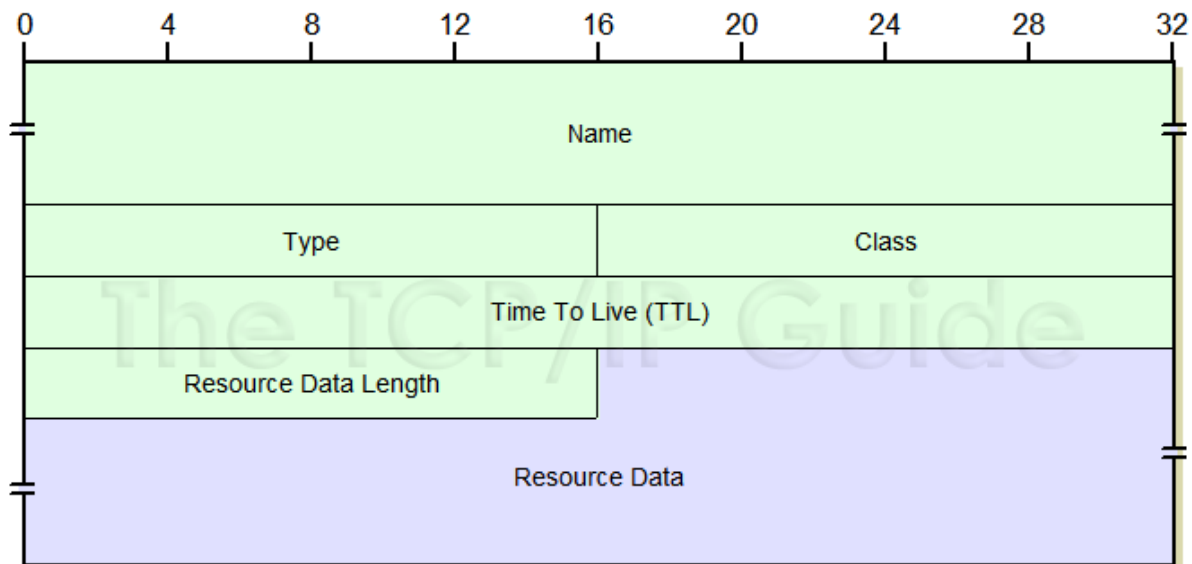 0 4 8 12 16 20 24 28 32
Name
Type Class
Time To Live (TTL)
The TCP/IP Guide
Resource Data Length
Resource Data